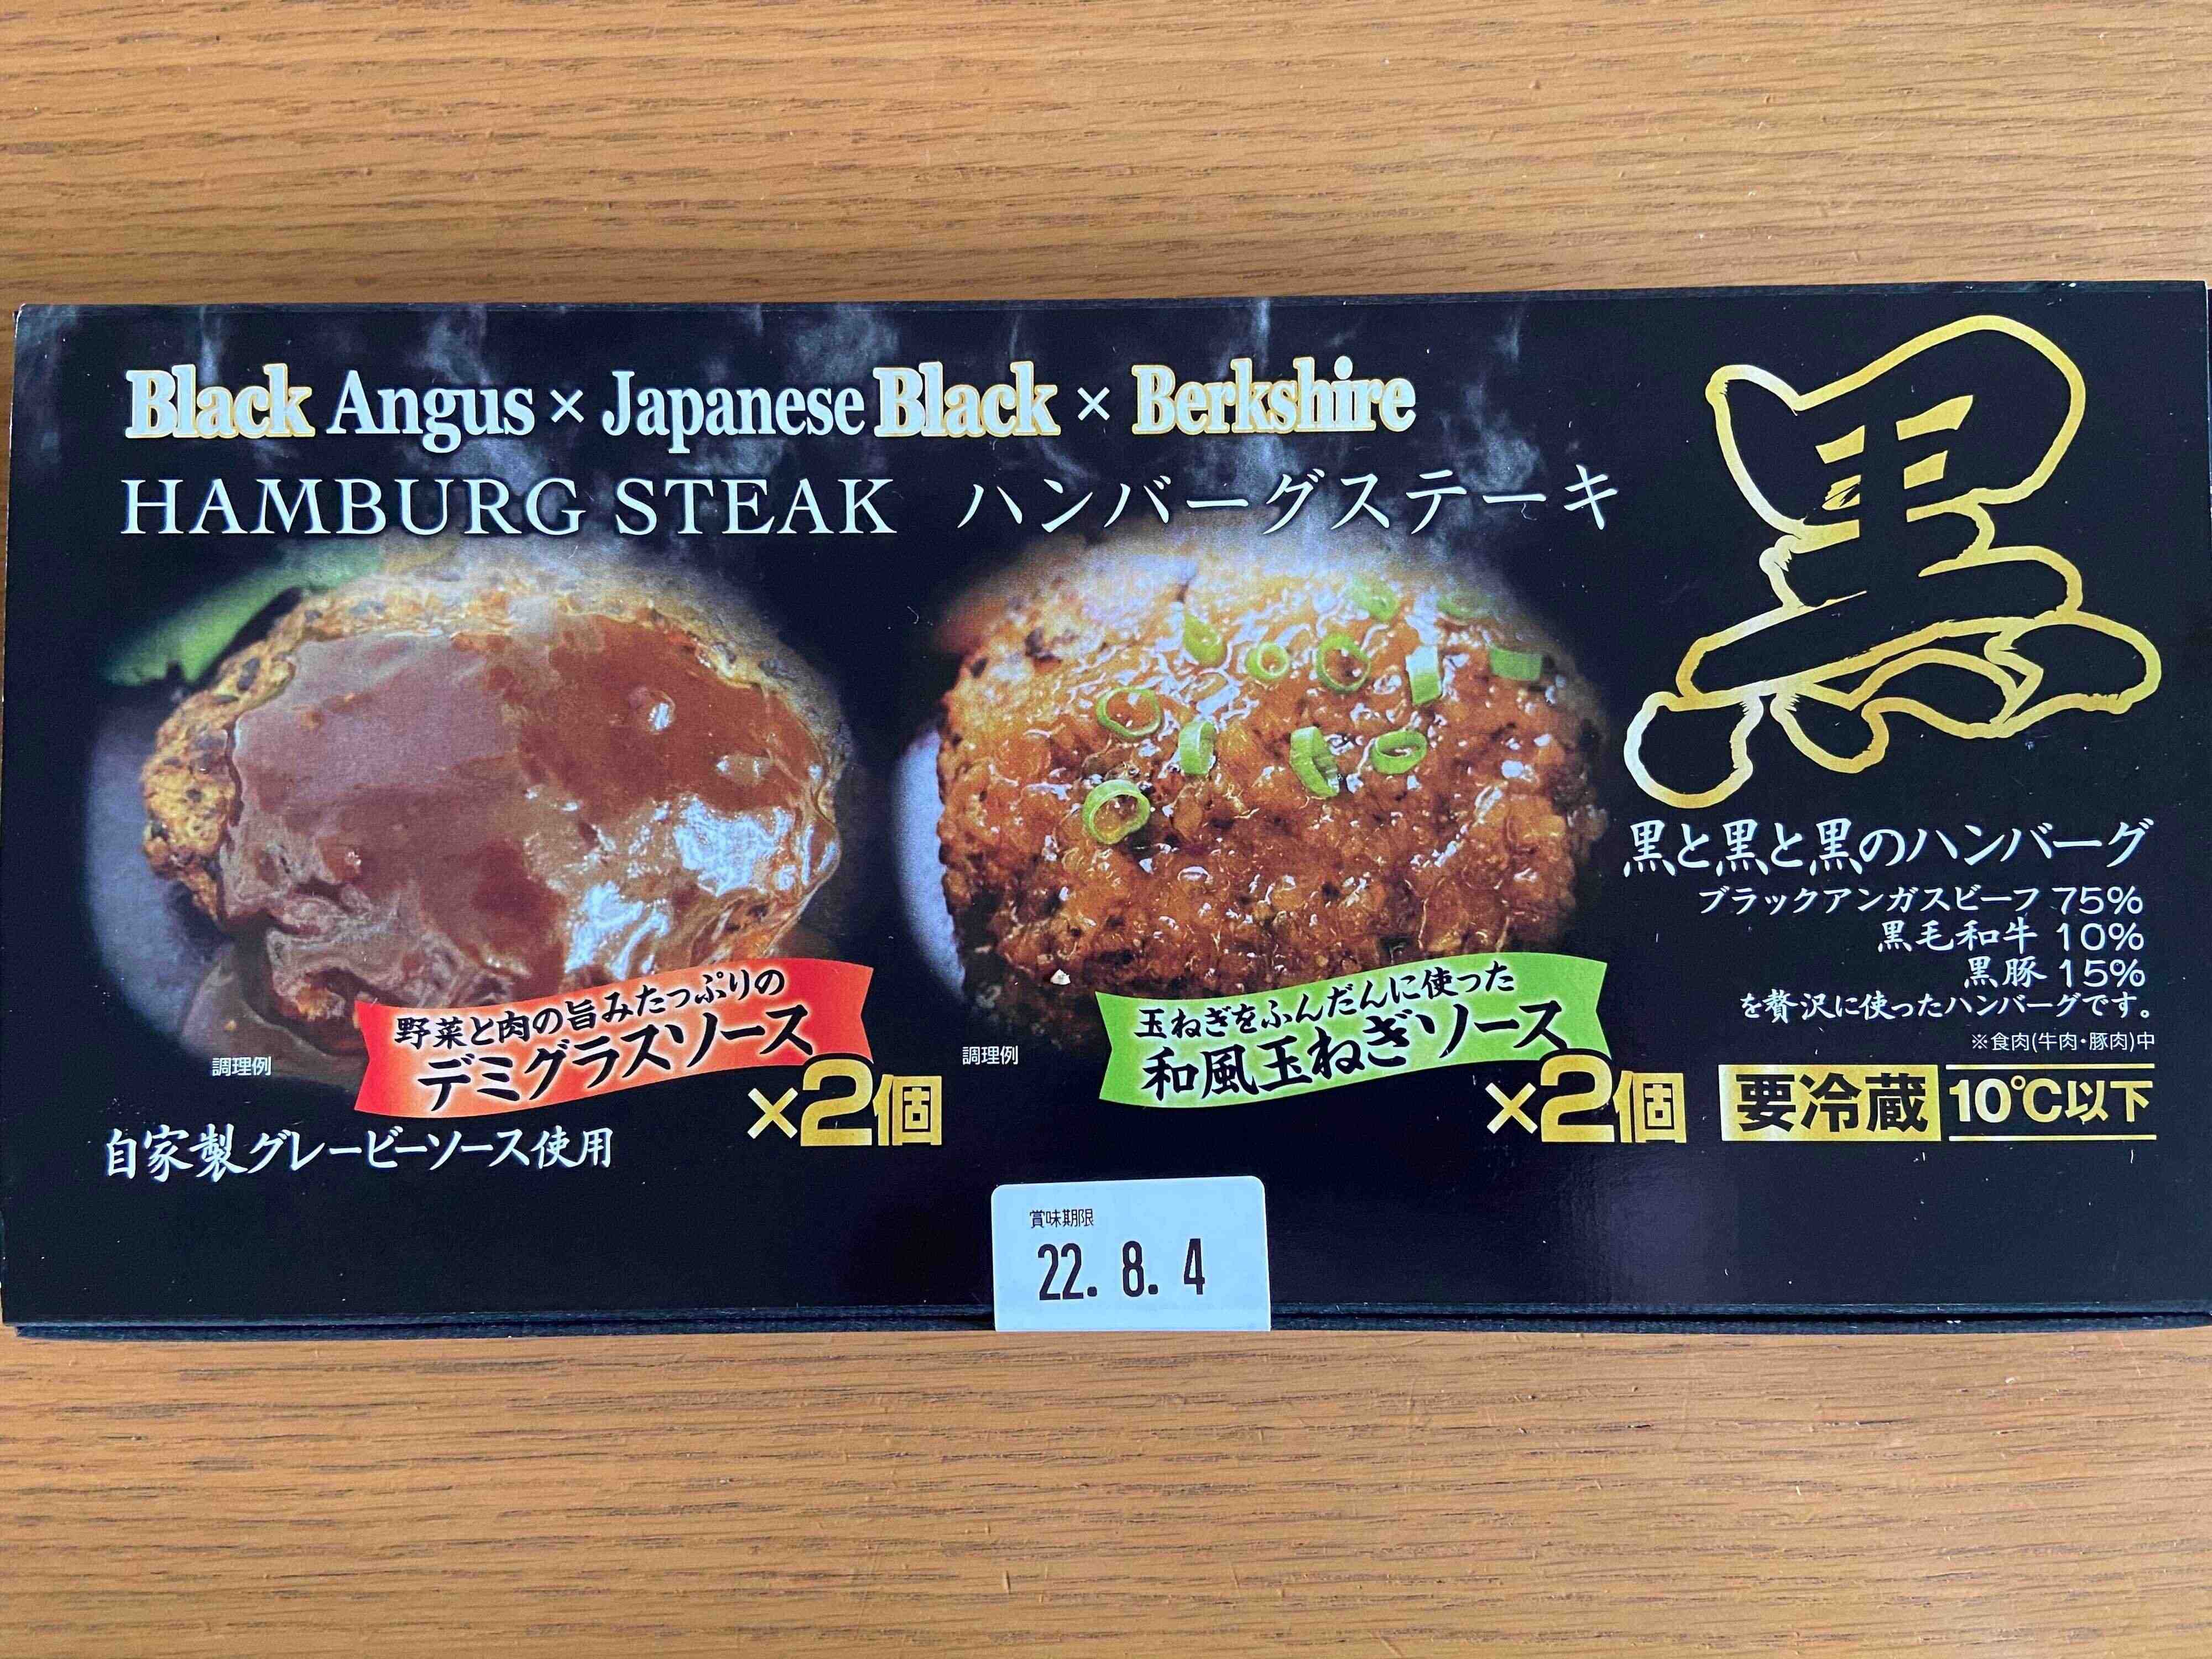 Black Angus × Japanese Black × Berkshire
HAMBURG STEAK ハンバーグステーキ
黒
黒と黒と黒のハンバーグ
ブラックアンガスビーフ 75%
黒毛和牛 10%
黒豚 15%
を贅沢に使ったハンバーグです。
※食肉(牛肉・豚肉)中
要冷蔵 10℃以下
野菜と肉の旨みたっぷりの
デミグラスソース
×2個
調理例
自家製グレービーソース使用
玉ねぎをふんだんに使った
和風玉ねぎソース
×2個
調理例
賞味期限
22. 8. 4